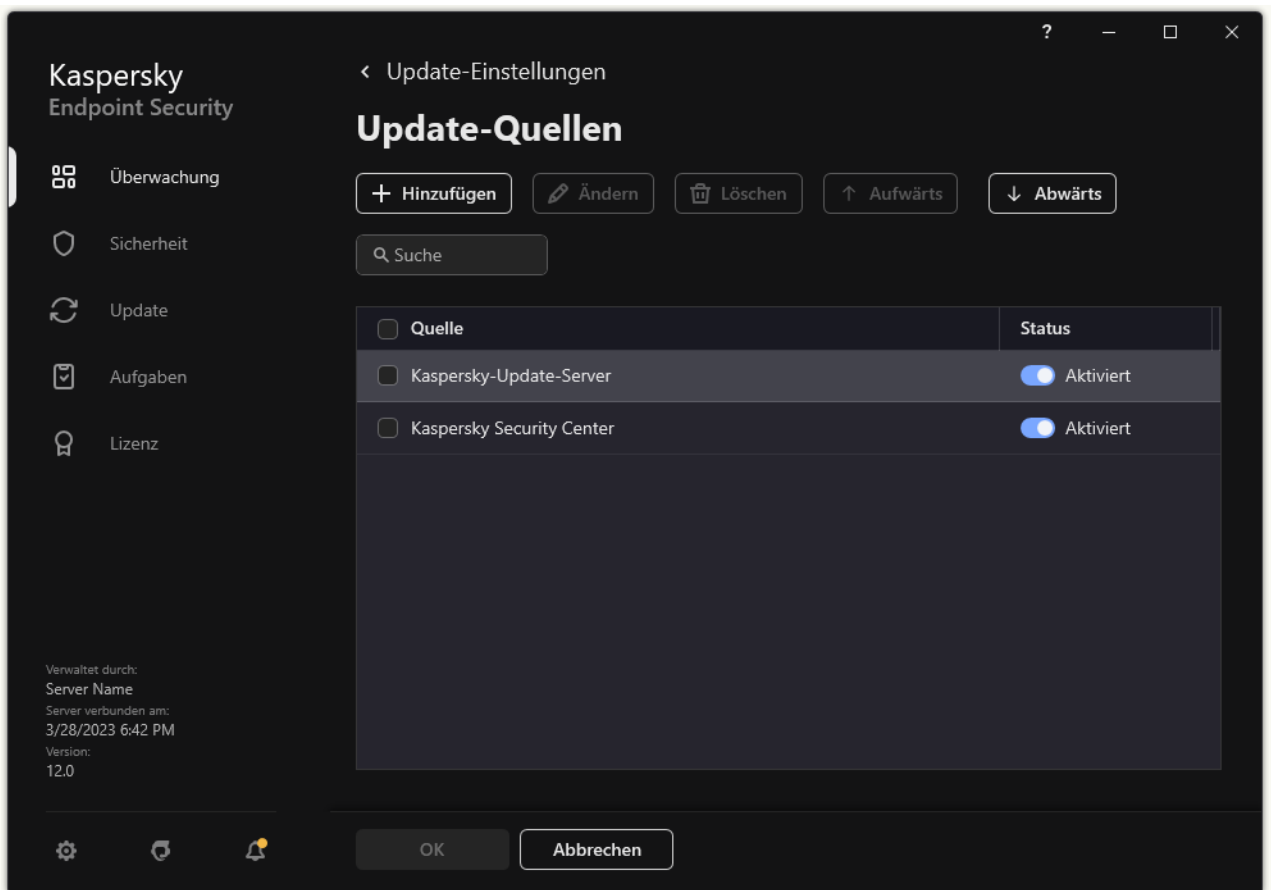 ?
Kaspersky
Endpoint Security
Überwachung
Sicherheit
Update
Aufgaben
Lizenz
Verwaltet durch:
Server Name
Server verbunden am:
3/28/2023 6:42 PM
Version:
12.0
Update-Einstellungen
Update-Quellen
Hinzufügen Ändern Löschen Aufwärts Abwärts
Suche
Quelle Status
Kaspersky-Update-Server Aktiviert
Kaspersky Security Center Aktiviert
OK Abbrechen